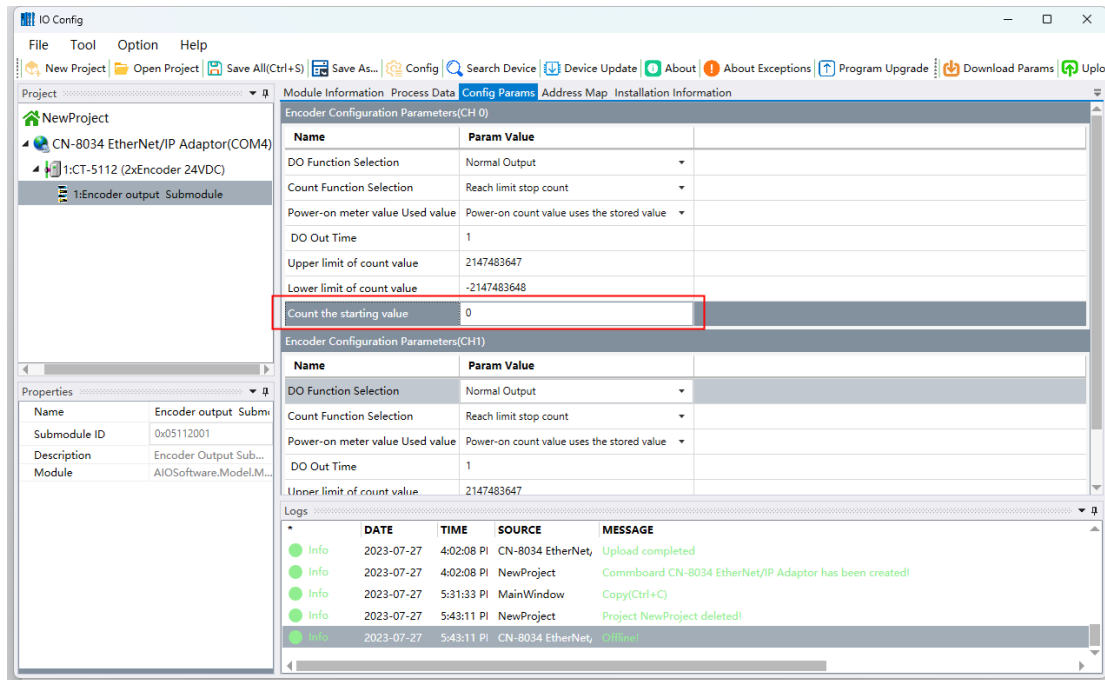 IO Config
File Tool Option Help
New Project Open Project Save All(Ctrl+S) Save As... Config Search Device Device Update About About Exceptions Program Upgrade Download Params Uplo
Project
NewProject
CN-8034 EtherNet/IP Adaptor(COM4)
1:CT-5112 (2xEncoder 24VDC)
1:Encoder output Submodule
Module Information Process Data Config Params Address Map Installation Information
Encoder Configuration Parameters(CH 0)
Name Param Value
DO Function Selection Normal Output
Count Function Selection Reach limit stop count
Power-on meter value Used value Power-on count value uses the stored value
DO Out Time 1
Upper limit of count value 2147483647
Lower limit of count value -2147483648
Count the starting value 0
Encoder Configuration Parameters(CH1)
Name Param Value
DO Function Selection Normal Output
Count Function Selection Reach limit stop count
Power-on meter value Used value Power-on count value uses the stored value
DO Out Time 1
Upper limit of count value 2147483647
Properties
Name Encoder output Subm
Submodule ID 0x05112001
Description Encoder Output Sub...
Module AIOSoftware.Model.M...
Logs
* DATE TIME SOURCE MESSAGE
Info 2023-07-27 4:02:08 PI CN-8034 EtherNet, Upload completed
Info 2023-07-27 4:02:08 PI NewProject Commboard CN-8034 EtherNet/IP Adaptor has been created!
Info 2023-07-27 5:31:33 PI MainWindow Copy(Ctrl+C)
Info 2023-07-27 5:43:11 PI NewProject Project NewProject deleted!
Info 2023-07-27 5:43:11 PI CN-8034 EtherNet, Offline!